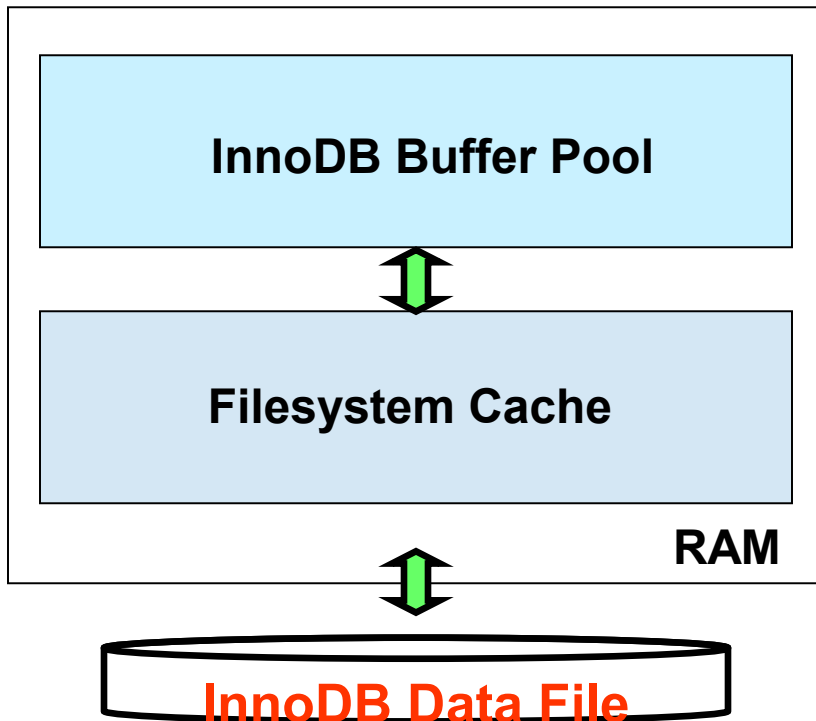 InnoDB Buffer Pool
Filesystem Cache
RAM
InnoDB Data File